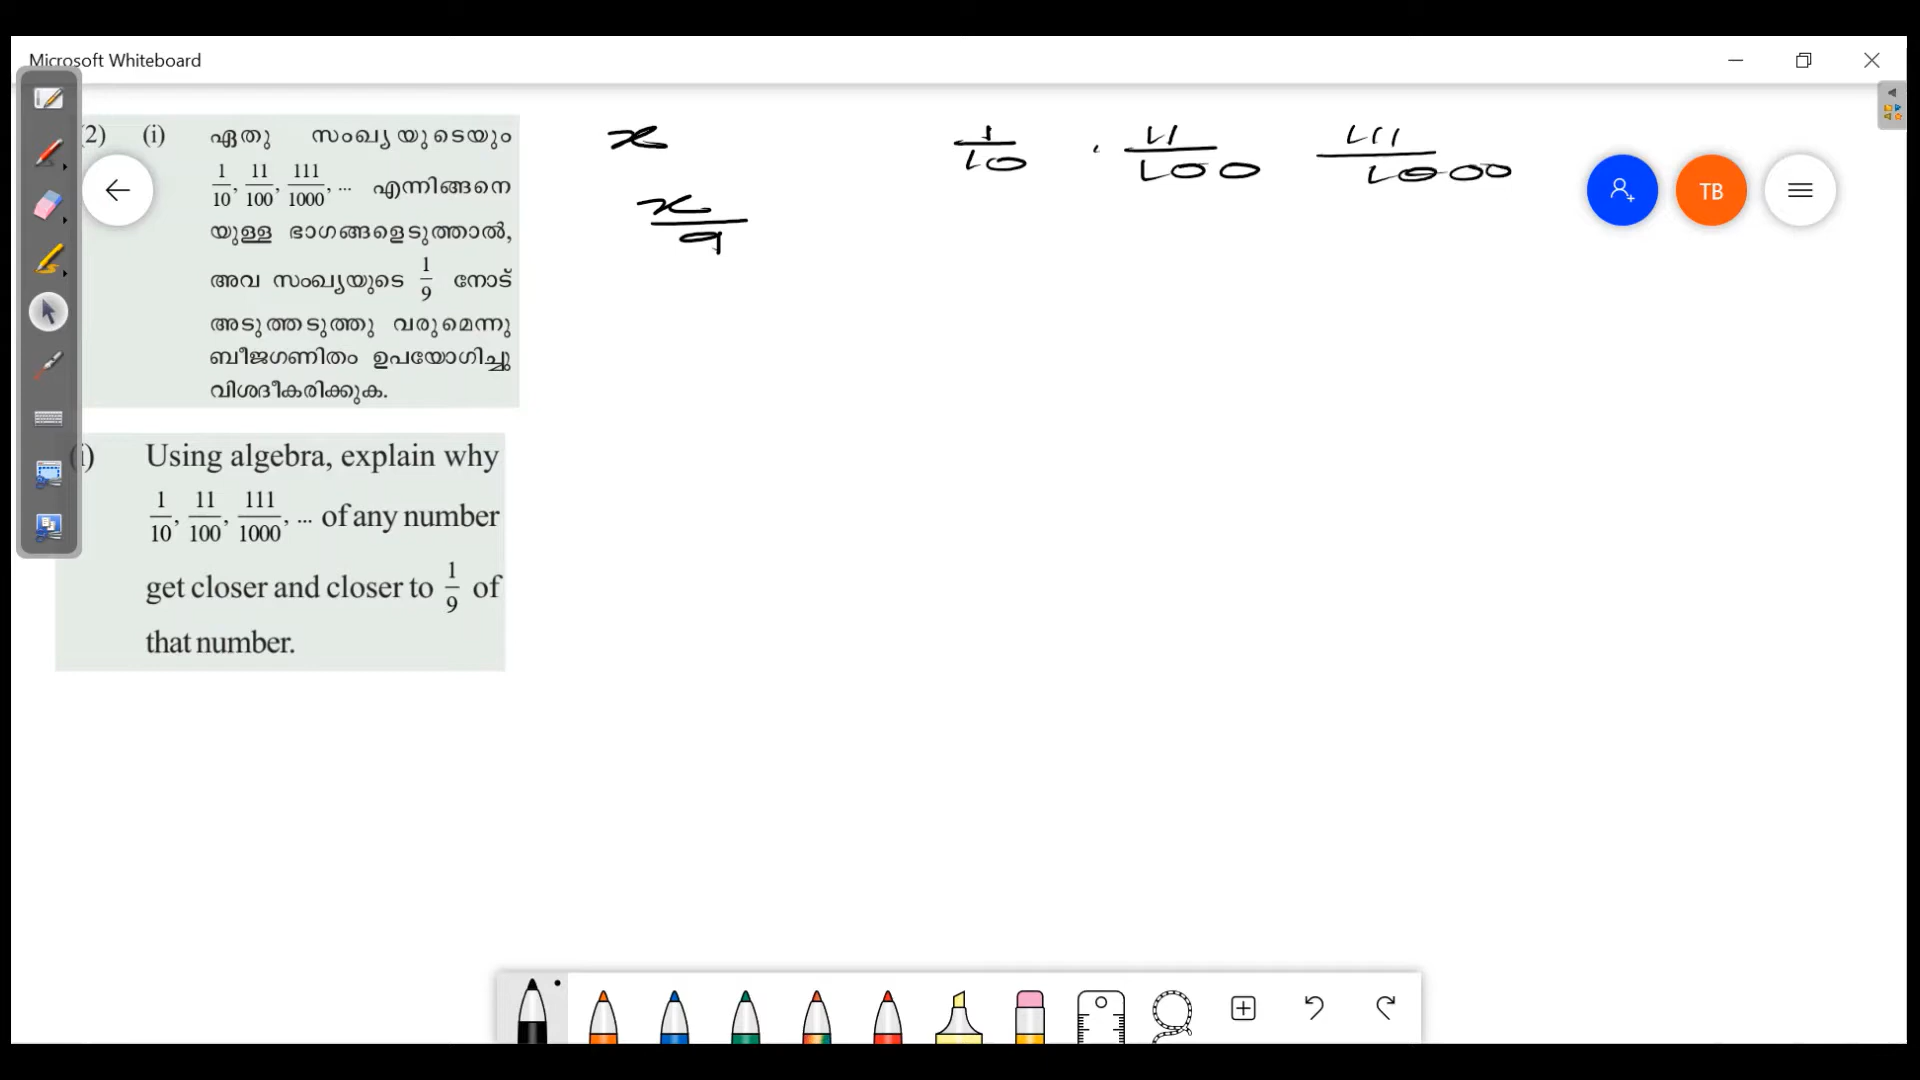 Microsoft Whiteboard
(2) (i) ഏതു സംഖ്യയുടെയും
1/10, 11/100, 111/1000, ... എന്നിങ്ങനെ
യുള്ള ഭാഗങ്ങളെടുത്താൽ,
അവ സംഖ്യയുടെ 1/9 നോട്
അടുത്തടുത്തു വരുമെന്നു
ബീജഗണിതം ഉപയോഗിച്ചു
വിശദീകരിക്കുക.
x
x/9
1/10 , 11/100 111/1000
TB
(i) Using algebra, explain why
1/10, 11/100, 111/1000, ... of any number
get closer and closer to 1/9 of
that number.